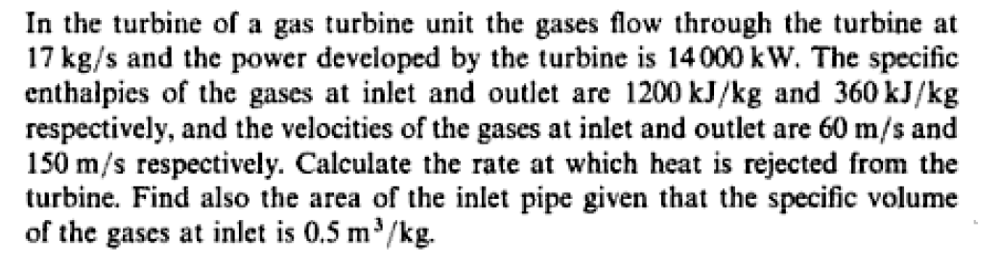 In the turbine of a gas turbine unit the gases flow through the turbine at
17 kg/s and the power developed by the turbine is 14 000 kW. The specific
enthalpies of the gases at inlet and outlet are 1200 kJ/kg and 360 kJ/kg
respectively, and the velocities of the gases at inlet and outlet are 60 m/s and
150 m/s respectively. Calculate the rate at which heat is rejected from the
turbine. Find also the area of the inlet pipe given that the specific volume
of the gases at inlet is 0.5 m³/kg.